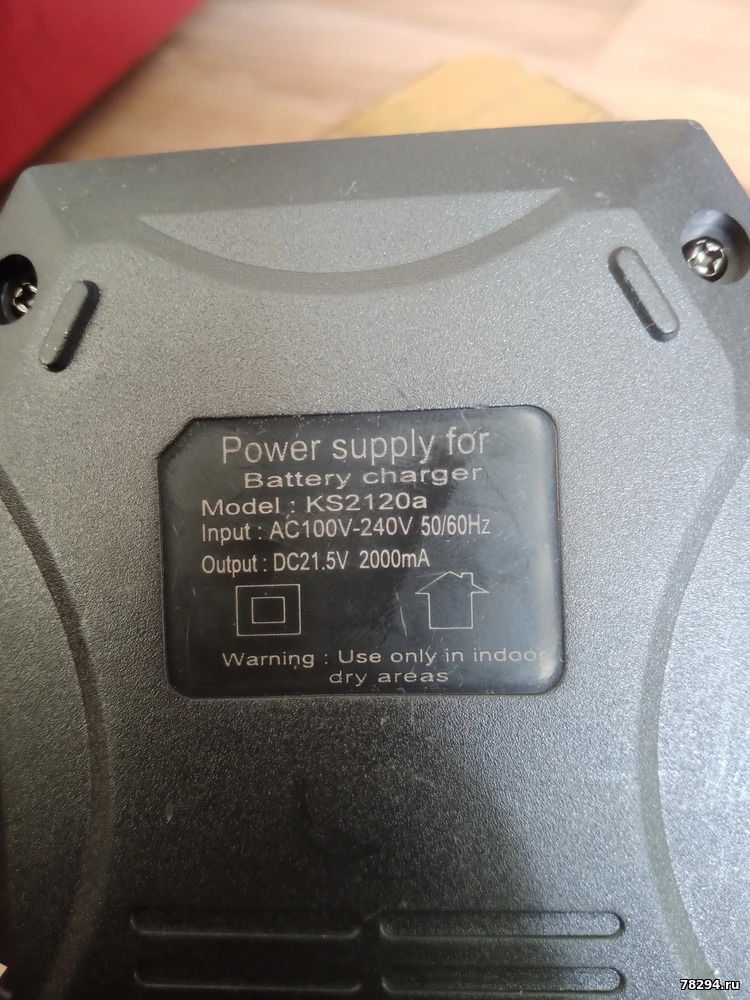 Power supply for
Battery charger
Model : KS2120a
Input : AC100V-240V 50/60Hz
Output : DC21.5V 2000mA
Warning : Use only in indoor
dry areas
78294.ru